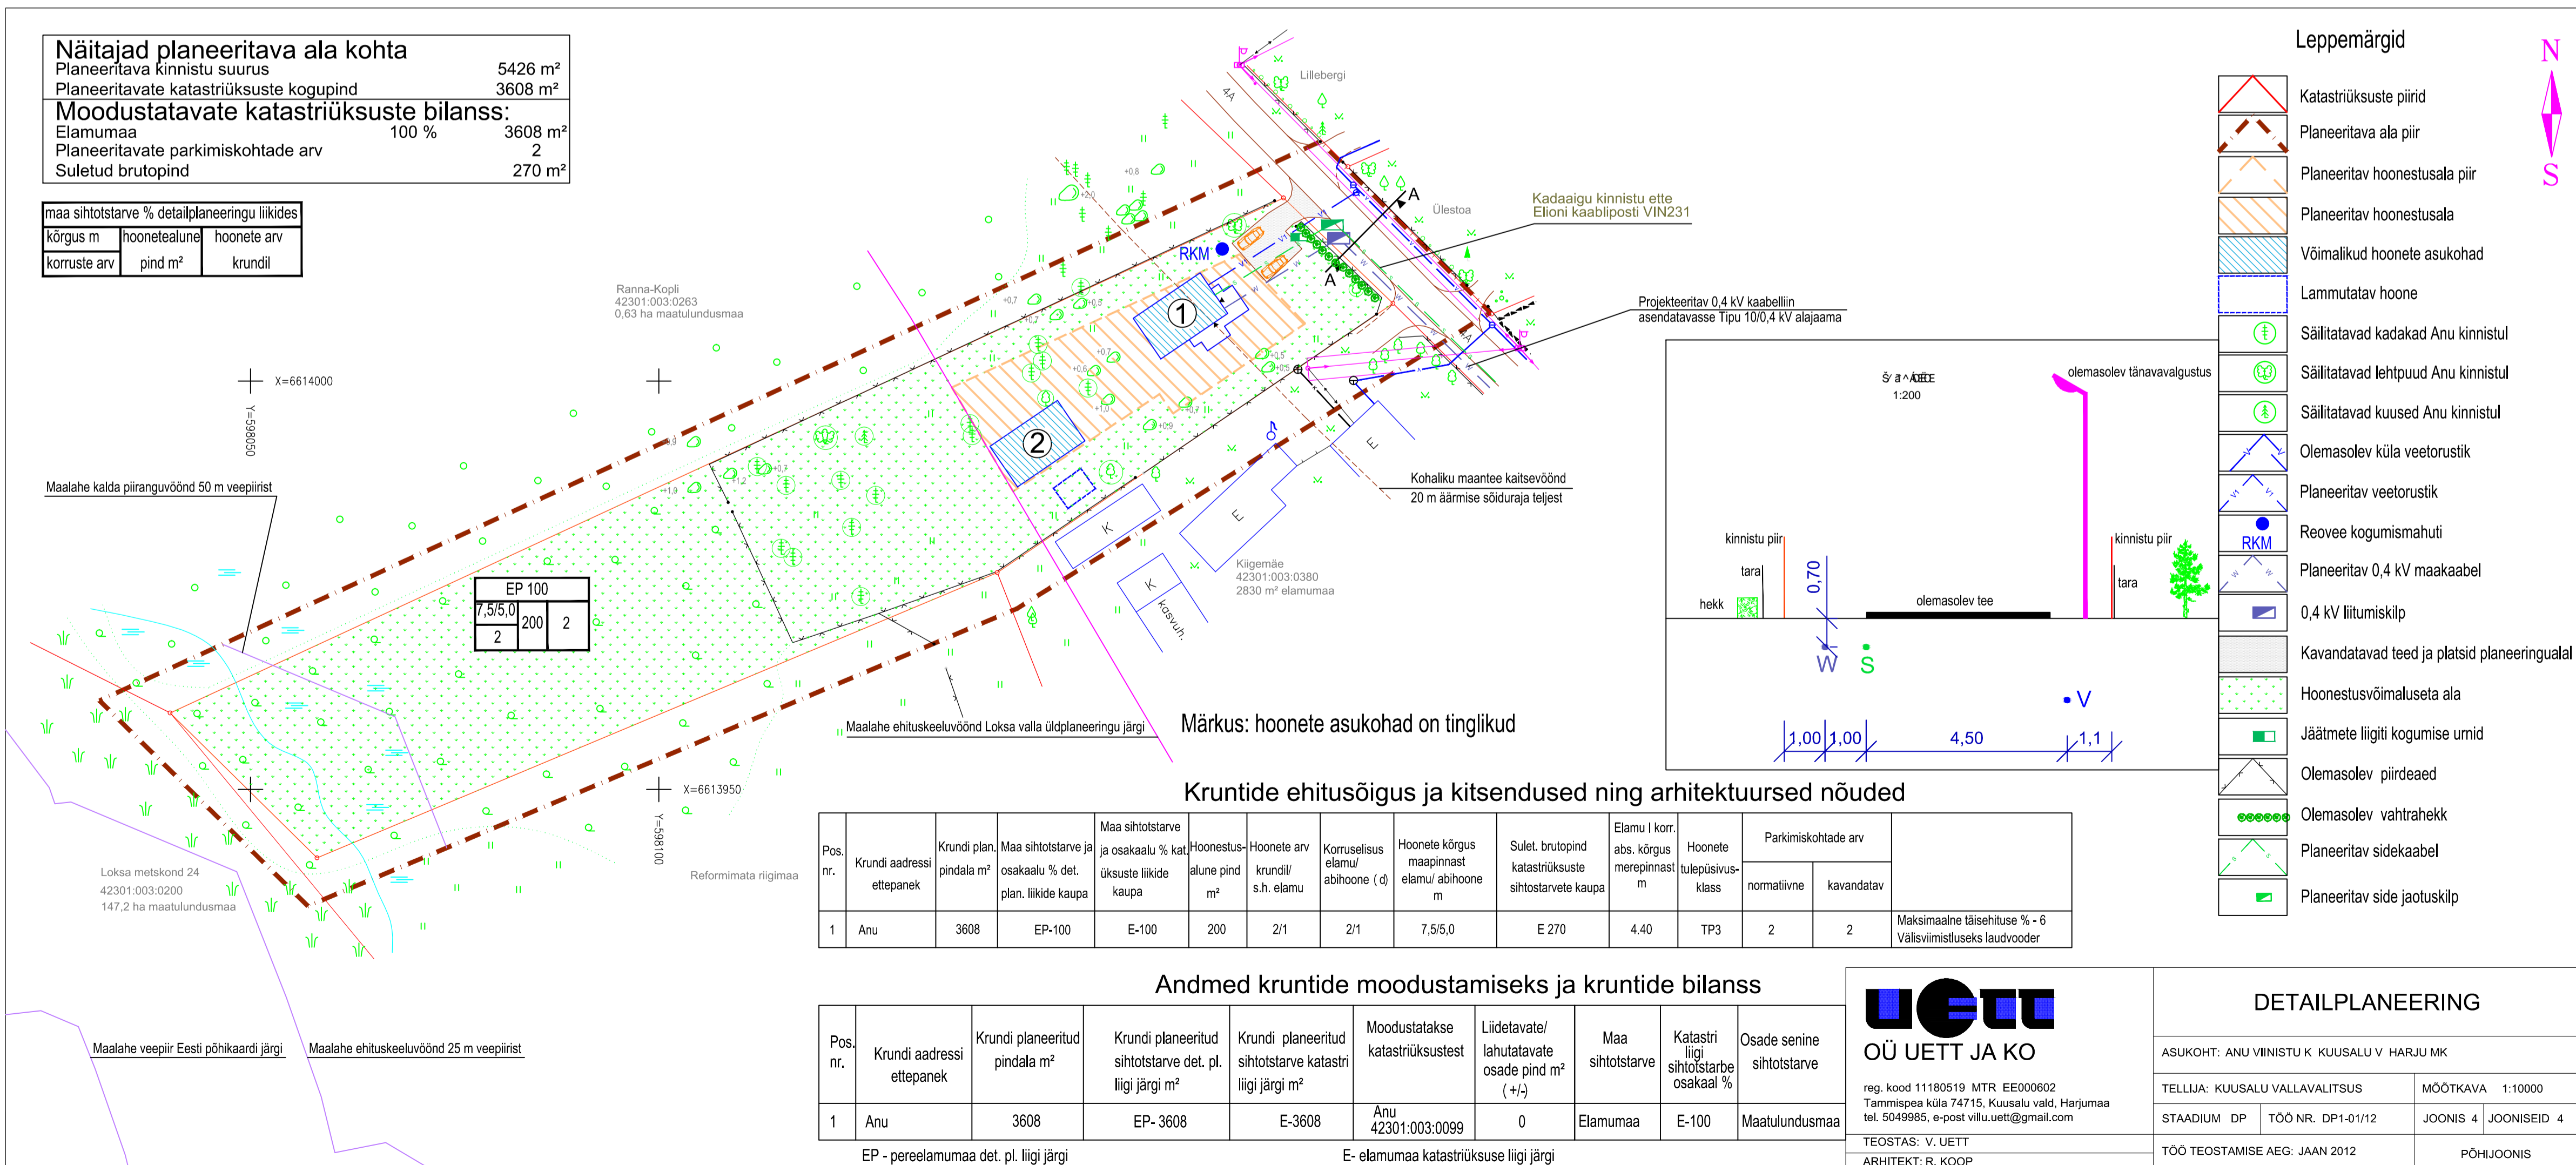 Näitajad planeeritava ala kohta
Planeeritava kinnistu suurus 5426 m²
Planeeritavate katastriüksuste kogupind 3608 m²
Moodustatavate katastriüksuste bilanss:
Elamumaa 100 % 3608 m²
Planeeritavate parkimiskohtade arv 2
Suletud brutopind 270 m²
maa sihtotstarve % detailplaneeringu liikides
kõrgus m
korruste arv
hoonetealune
pind m²
hoonete arv
krundil
Ranna-Kopli
42301:003:0263
0,63 ha maatulundusmaa
X=6614000
Y=598050
Maalahe kalda piiranguvöönd 50 m veepiirist
EP 100
7,5/5,0
2
200
2
Loksa metskond 24
42301:003:0200
147,2 ha maatulundusmaa
Maalahe veepiir Eesti põhikaardi järgi
Maalahe ehituskeeluvöönd 25 m veepiirist
Reformimata riigimaa
X=6613950
Y=598100
Maalahe ehituskeeluvöönd Loksa valla üldplaneeringu järgi
Märkus: hoonete asukohad on tinglikud
Lillebergi
4A
Ülestoa
A
A
RKM
1
2
K
K
kasvuh.
E
E
4A
Kiigemäe
42301:003:0380
2830 m² elamumaa
Kadaaigu kinnistu ette
Elioni kaabliposti VIN231
Projekteeritav 0,4 kV kaabelliin
asendatavasse Tipu 10/0,4 kV alajaama
Kohaliku maantee kaitsevöönd
20 m äärmise sõiduraja teljest
1:200
olemasolev tänavavalgustus
kinnistu piir
tara
hekk
0,70
olemasolev tee
kinnistu piir
tara
W
S
V
1,00
1,00
4,50
1,1
Leppemärgid
N
S
Katastriüksuste piirid
Planeeritava ala piir
Planeeritav hoonestusala piir
Planeeritav hoonestusala
Võimalikud hoonete asukohad
Lammutatav hoone
Säilitatavad kadakad Anu kinnistul
Säilitatavad lehtpuud Anu kinnistul
Säilitatavad kuused Anu kinnistul
Olemasolev küla veetorustik
Planeeritav veetorustik
RKM Reovee kogumismahuti
Planeeritav 0,4 kV maakaabel
0,4 kV liitumiskilp
Kavandatavad teed ja platsid planeeringualal
Hoonestusvõimaluseta ala
Jäätmete liigiti kogumise urnid
Olemasolev piirdeaed
Olemasolev vahtrahekk
Planeeritav sidekaabel
Planeeritav side jaotuskilp
Kruntide ehitusõigus ja kitsendused ning arhitektuursed nõuded
Pos.
nr.
Krundi aadressi
ettepanek
Krundi plan.
pindala m²
Maa sihtotstarve ja
osakaalu % det.
plan. liikide kaupa
Maa sihtotstarve
ja osakaalu % kat.
üksuste liikide
kaupa
Hoonestus-
alune pind
m²
Hoonete arv
krundil/
s.h. elamu
Korruselisus
elamu/
abihoone ( d)
Hoonete kõrgus
maapinnast
elamu/ abihoone
m
Sulet. brutopind
katastriüksuste
sihtostarvete kaupa
Elamu I korr.
abs. kõrgus
merepinnast
m
Hoonete
tulepüsivus-
klass
Parkimiskohtade arv
normatiivne
kavandatav
1 Anu 3608 EP-100 E-100 200 2/1 2/1 7,5/5,0 E 270 4.40 TP3 2 2
Maksimaalne täisehituse % - 6
Välisviimistluseks laudvooder
Andmed kruntide moodustamiseks ja kruntide bilanss
Pos.
nr.
Krundi aadressi
ettepanek
Krundi planeeritud
pindala m²
Krundi planeeritud
sihtotstarve det. pl.
liigi järgi m²
Krundi planeeritud
sihtotstarve katastri
liigi järgi m²
Moodustatakse
katastriüksustest
Liidetavate/
lahutatavate
osade pind m²
( +/-)
Maa
sihtotstarve
Katastri
liigi
sihtotstarbe
osakaal %
Osade senine
sihtotstarve
1 Anu 3608 EP- 3608 E-3608 Anu 42301:003:0099 0 Elamumaa E-100 Maatulundusmaa
EP - pereelamumaa det. pl. liigi järgi
E- elamumaa katastriüksuse liigi järgi
UETT
OÜ UETT JA KO
reg. kood 11180519 MTR EE000602
Tammispea küla 74715, Kuusalu vald, Harjumaa
tel. 5049985, e-post villu.uett@gmail.com
TEOSTAS: V. UETT
ARHITEKT: R. KOOP
DETAILPLANEERING
ASUKOHT: ANU VIINISTU K KUUSALU V HARJU MK
TELLIJA: KUUSALU VALLAVALITSUS
MÕÕTKAVA 1:10000
STAADIUM DP
TÖÖ NR. DP1-01/12
JOONIS 4
JOONISEID 4
TÖÖ TEOSTAMISE AEG: JAAN 2012
PÕHIJOONIS